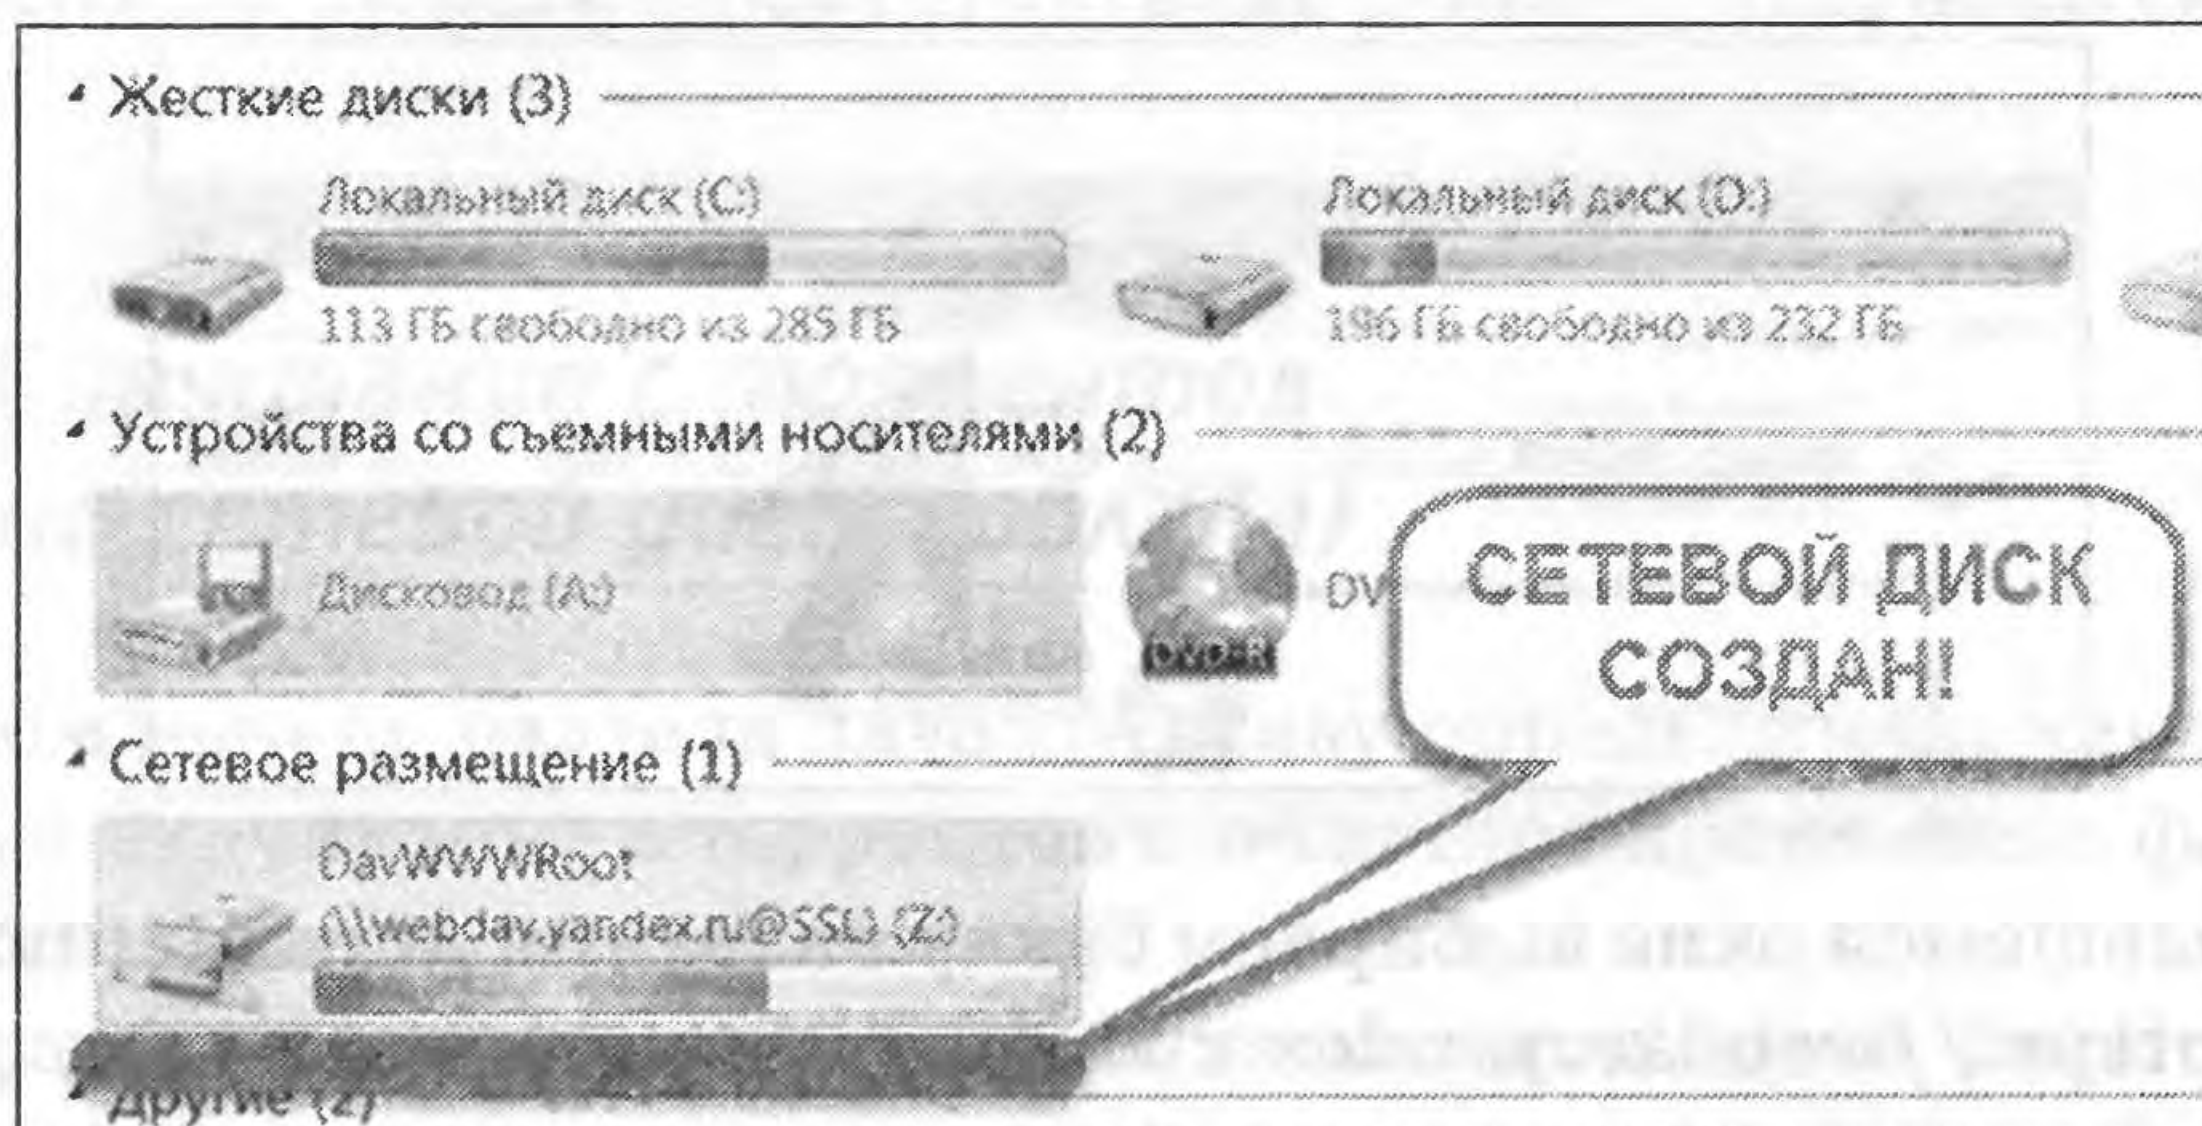 Жесткие диски (3)
Локальный диск (C:)
113 ГБ свободно из 285 ГБ
Локальный диск (D:)
196 ГБ свободно из 232 ГБ
Устройства со съемными носителями (2)
Дисковод (A:)
DVD-R
DV
СЕТЕВОЙ ДИСК
СОЗДАН!
Сетевое размещение (1)
DavWWWRoot
(\\webdav.yandex.ru@SSL) (Z:)
Другие (2)